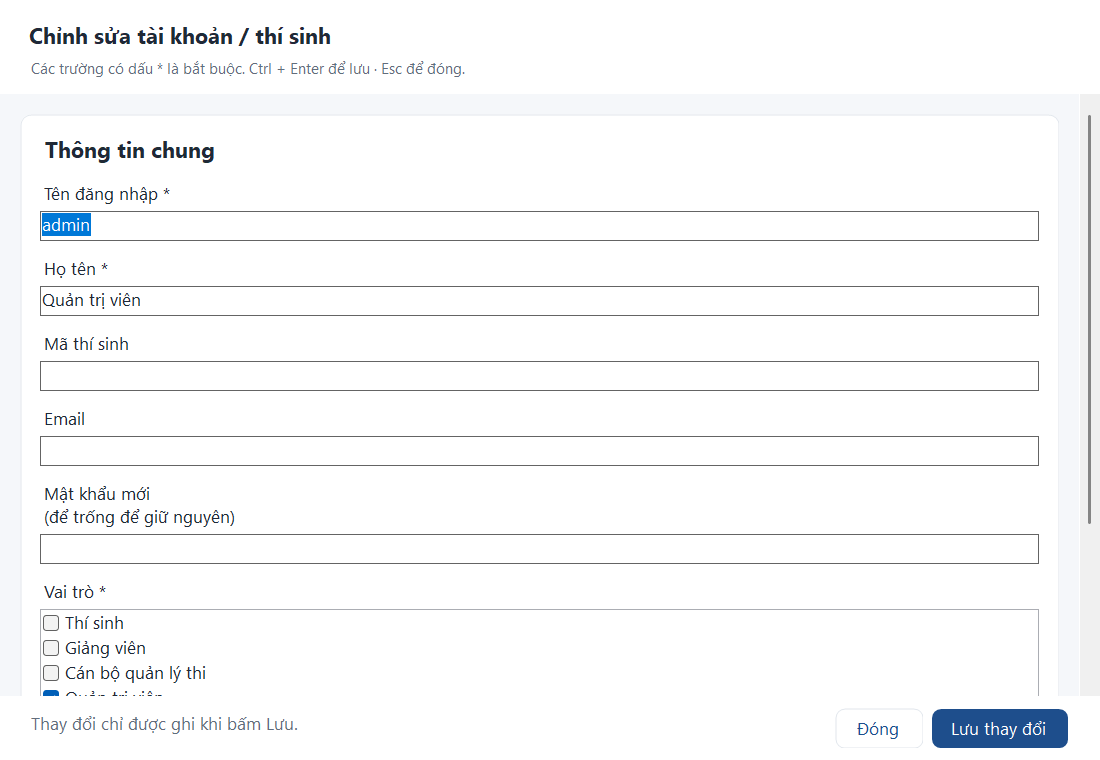 Chỉnh sửa tài khoản / thí sinh
Các trường có dấu * là bắt buộc. Ctrl + Enter để lưu · Esc để đóng.
Thông tin chung
Tên đăng nhập *
admin
Họ tên *
Quản trị viên
Mã thí sinh
Email
Mật khẩu mới
(để trống để giữ nguyên)
Vai trò *
Thí sinh
Giảng viên
Cán bộ quản lý thi
Quản trị viên
Thay đổi chỉ được ghi khi bấm Lưu.
Đóng
Lưu thay đổi